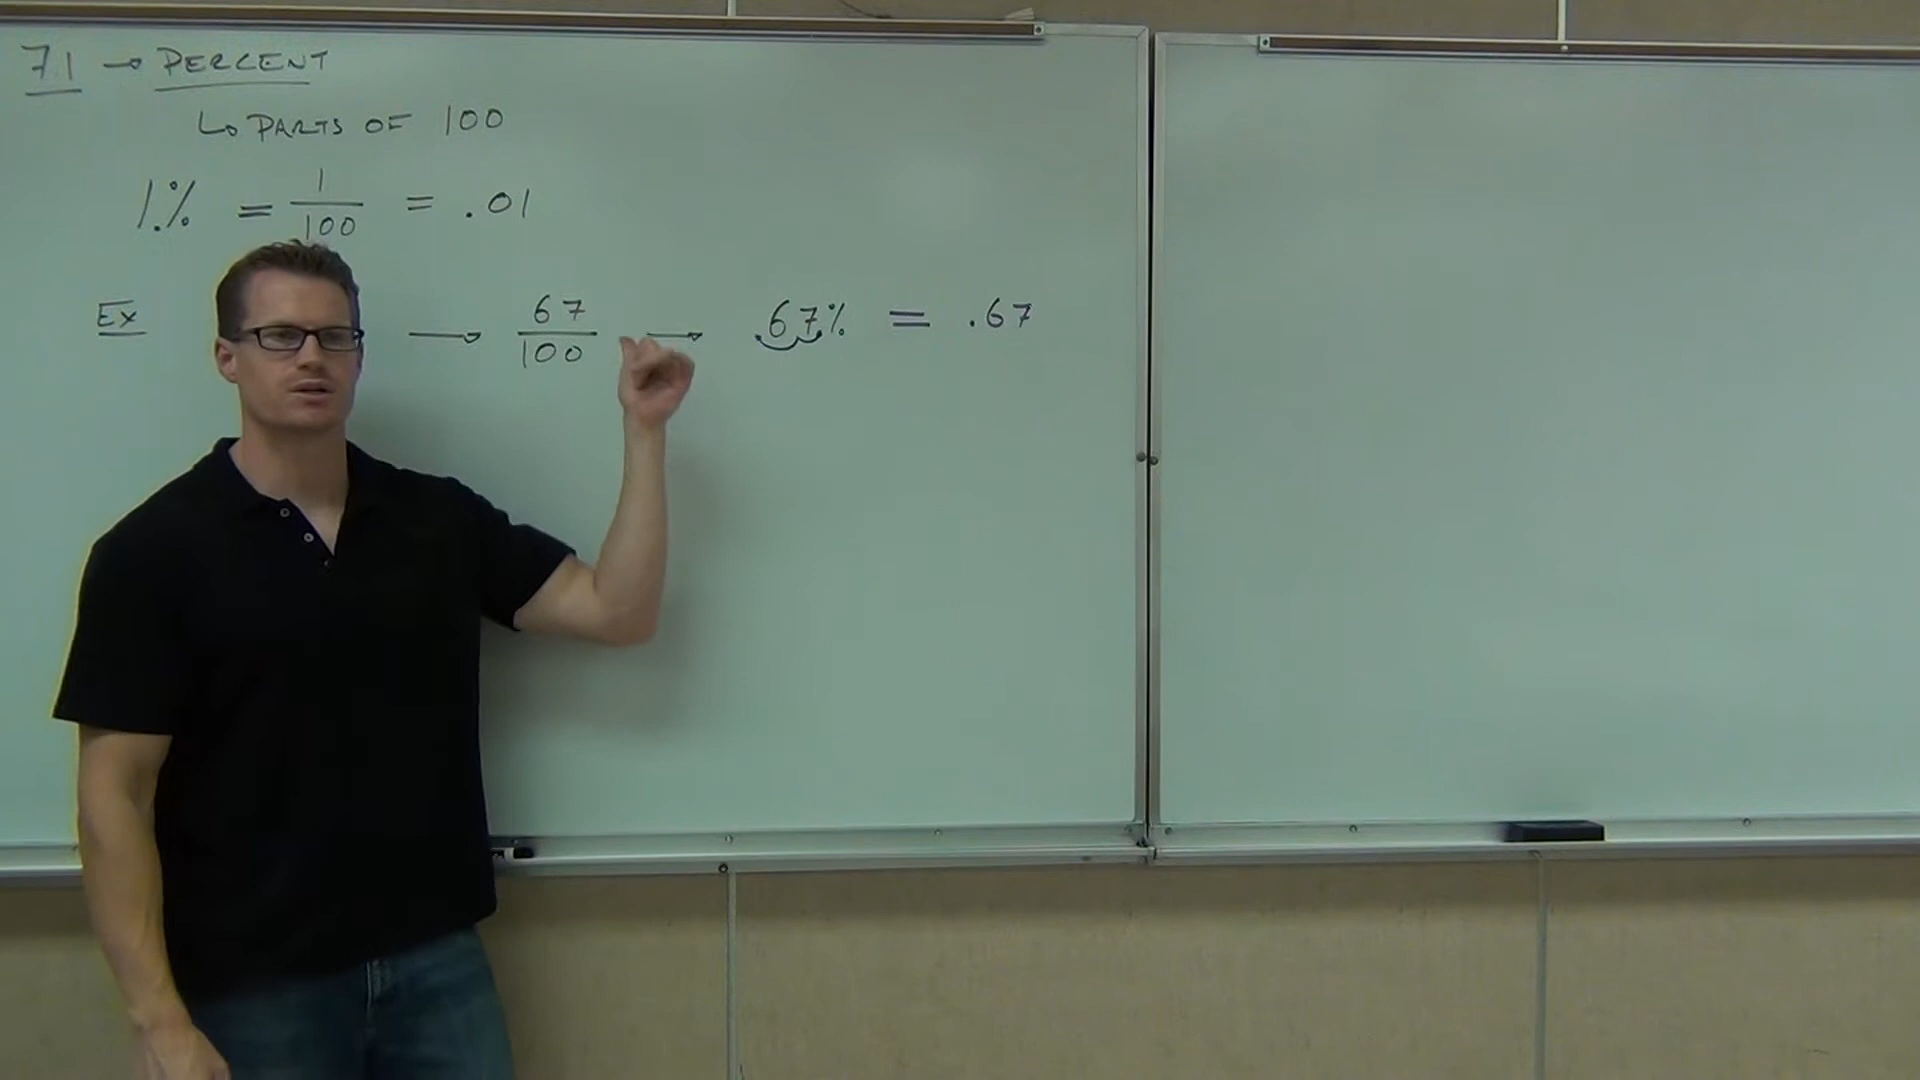 7.1 → PERCENT
↳ PARTS OF 100
1.% = 1/100 = .01
Ex → 67/100 → 67% = .67